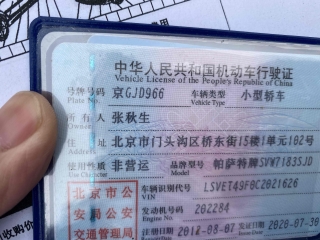 中华人民共和国机动车行驶证
Vehicle License of the People's Republic of China
号牌号码 京GJD966 车辆类型 小型轿车
Plate No. Vehicle Type
所有人 张秋生
住址 北京市门头沟区桥东街15楼1单元102号
使用性质 非营运 品牌型号 帕萨特牌SVW7183SJD
Use Character
北京市公安局公安交通管理局
车辆识别代号 LSVET49F8C2B21626
VIN
发动机号码 202284
注册日期 2012-08-07 发证日期 2020-07-30